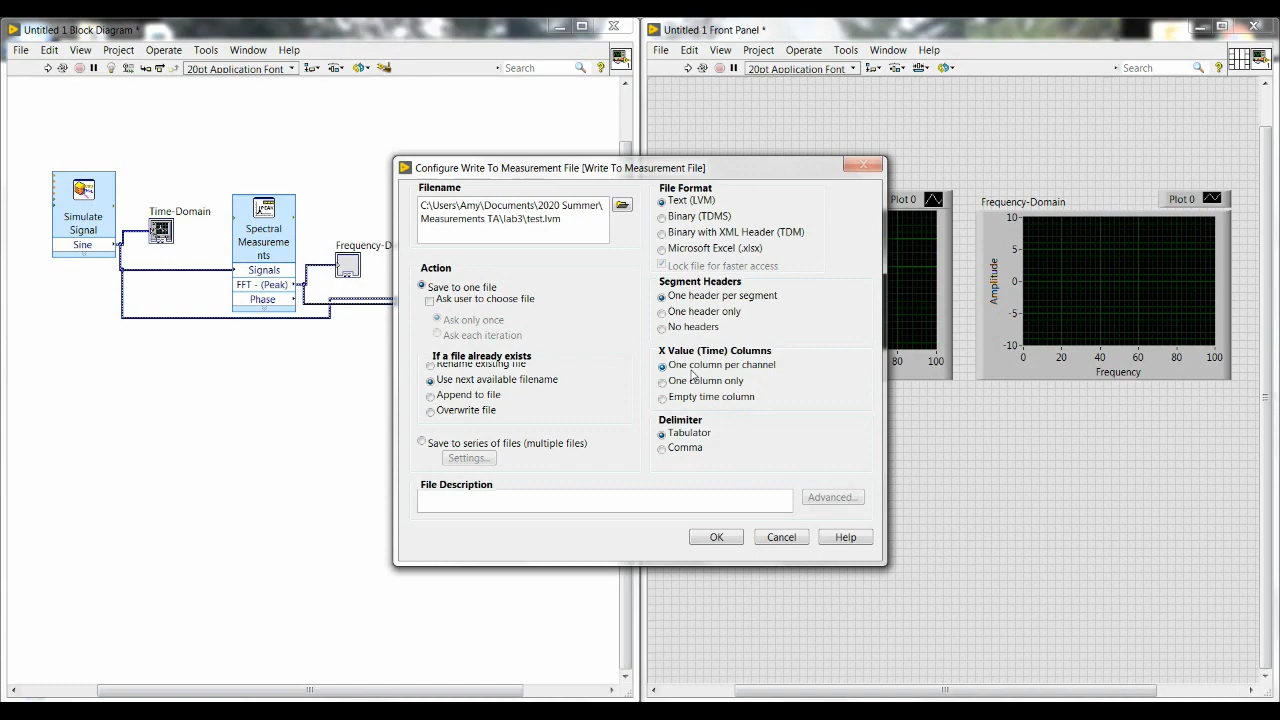 Untitled 1 Block Diagram *
File Edit View Project Operate Tools Window Help
20pt Application Font
Search
Simulate
Signal
Sine
Time-Domain
Spectral
Measureme
nts
Signals
FFT - (Peak)
Phase
Frequency-D
Untitled 1 Front Panel *
File Edit View Project Operate Tools Window Help
20pt Application Font
Search
Plot 0
80 100
Frequency-Domain
Plot 0
10
5
0
-5
-10
Amplitude
0 20 40 60 80 100
Frequency
Configure Write To Measurement File [Write To Measurement File]
Filename
C:\Users\Amy\Documents\2020 Summer\
Measurements TA\lab3\test.lvm
Action
Save to one file
Ask user to choose file
Ask only once
Ask each iteration
If a file already exists
Rename existing file
Use next available filename
Append to file
Overwrite file
Save to series of files (multiple files)
Settings...
File Format
Text (LVM)
Binary (TDMS)
Binary with XML Header (TDM)
Microsoft Excel (.xlsx)
Lock file for faster access
Segment Headers
One header per segment
One header only
No headers
X Value (Time) Columns
One column per channel
One column only
Empty time column
Delimiter
Tabulator
Comma
File Description
Advanced...
OK Cancel Help